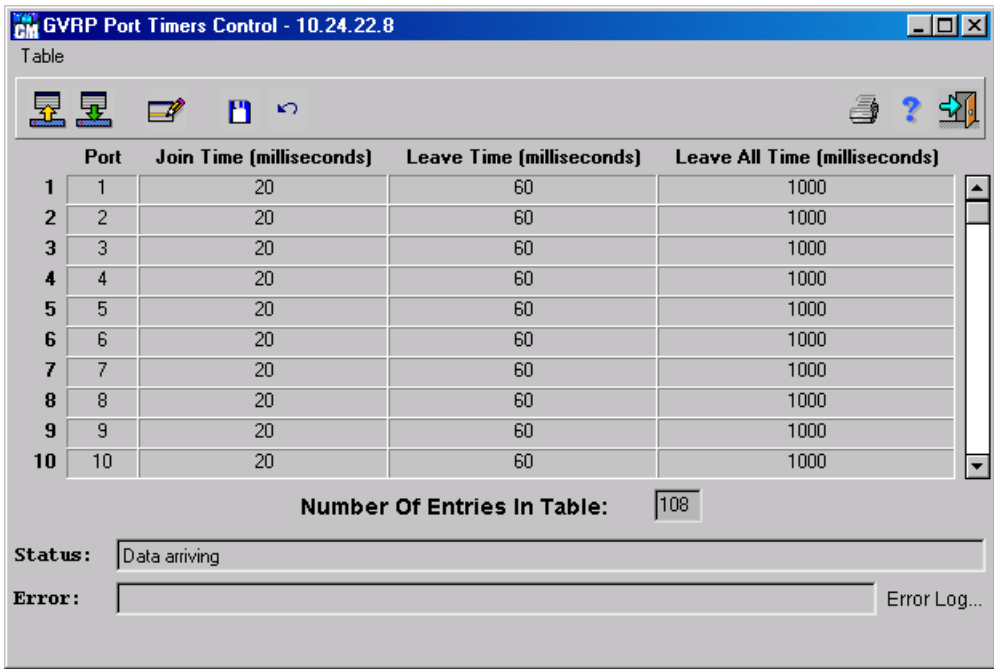 GVRP Port Timers Control - 10.24.22.8
Table
Port Join Time (milliseconds) Leave Time (milliseconds) Leave All Time (milliseconds)
1 1 20 60 1000
2 2 20 60 1000
3 3 20 60 1000
4 4 20 60 1000
5 5 20 60 1000
6 6 20 60 1000
7 7 20 60 1000
8 8 20 60 1000
9 9 20 60 1000
10 10 20 60 1000
Number Of Entries In Table: 108
Status: Data arriving
Error: Error Log...